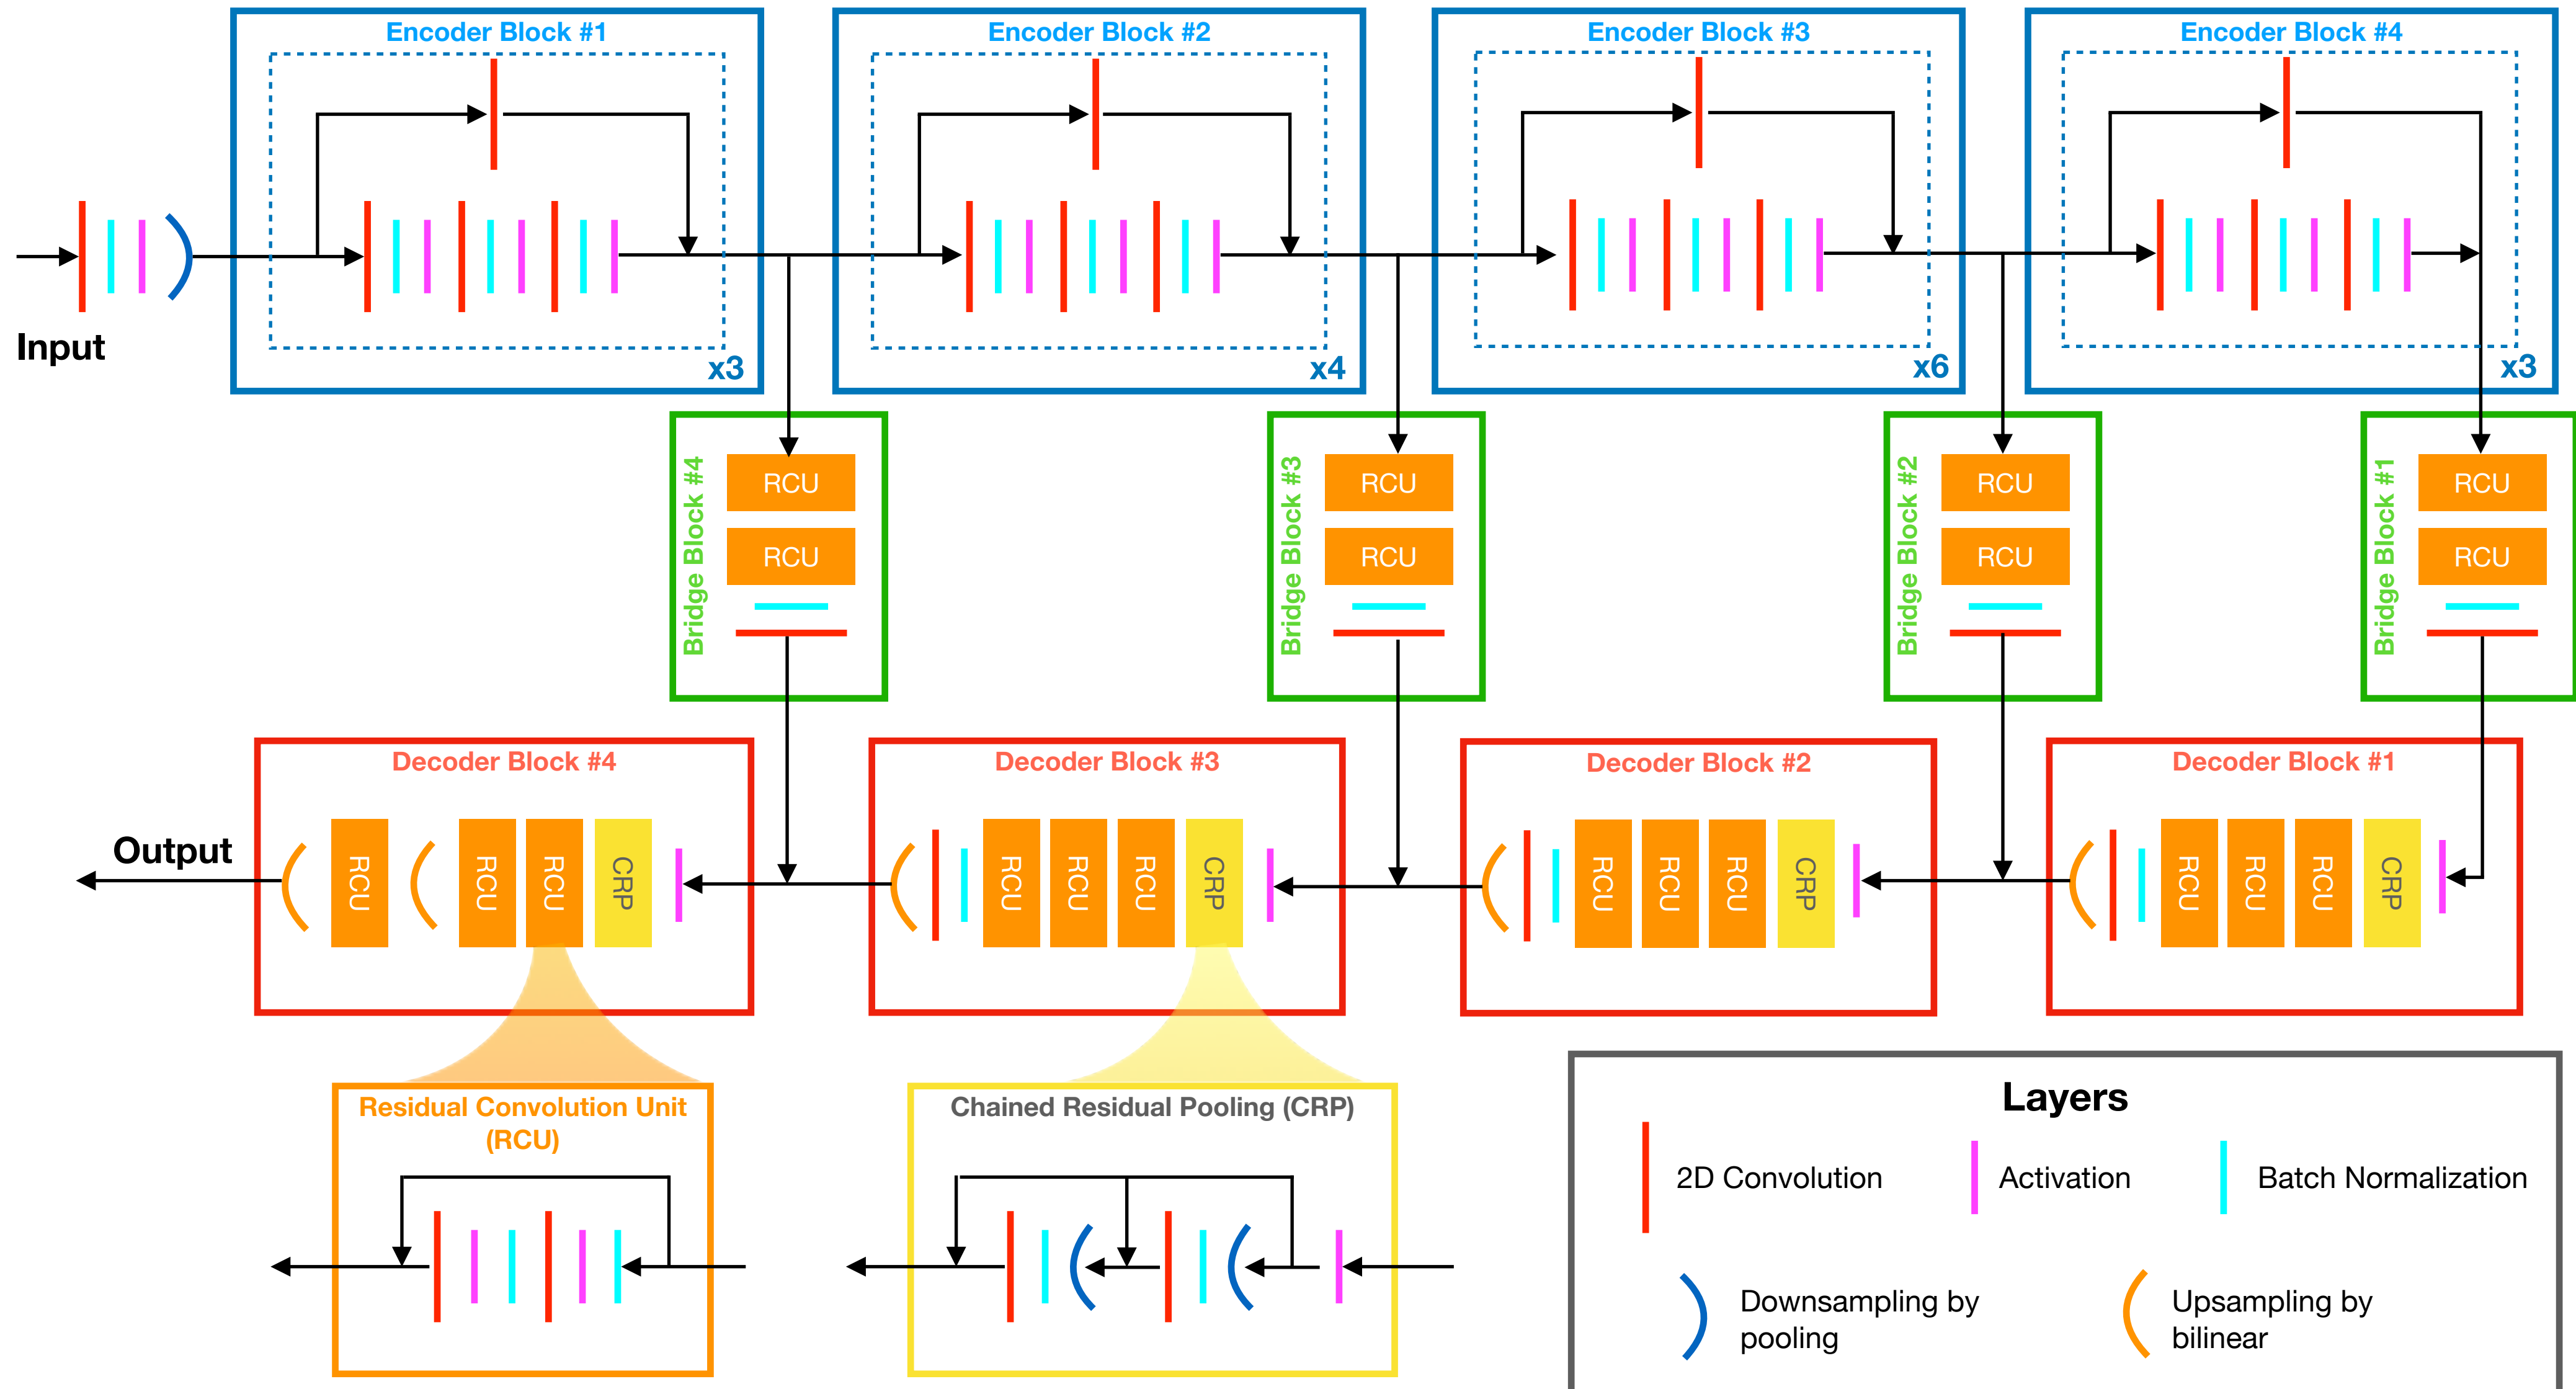 Encoder Block #1
Encoder Block #2
Encoder Block #3
Encoder Block #4
Input
x3
x4
x6
x3
Bridge Block #4
RCU
RCU
Bridge Block #3
RCU
RCU
Bridge Block #2
RCU
RCU
Bridge Block #1
RCU
RCU
Output
Decoder Block #4
RCU
RCU
RCU
CRP
Decoder Block #3
RCU
RCU
RCU
CRP
Decoder Block #2
RCU
RCU
RCU
CRP
Decoder Block #1
RCU
RCU
RCU
CRP
Residual Convolution Unit
(RCU)
Chained Residual Pooling (CRP)
Layers
2D Convolution
Activation
Batch Normalization
Downsampling by
pooling
Upsampling by
bilinear